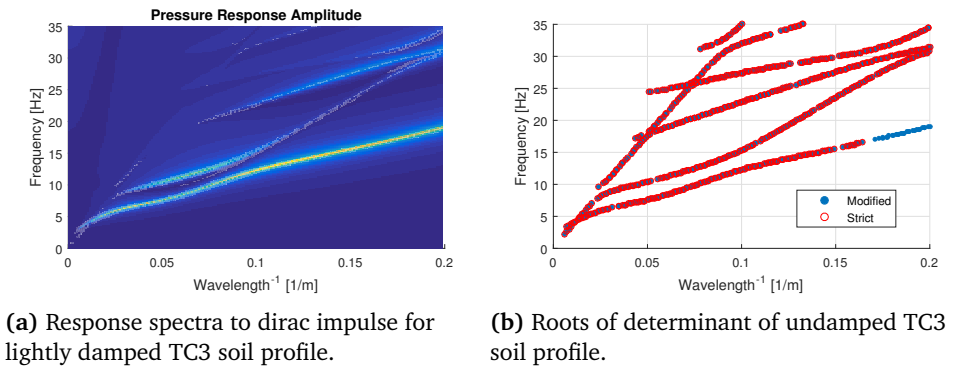 Pressure Response Amplitude
35
30
25
20
15
10
5
0
Frequency [Hz]
0 0.05 0.1 0.15 0.2
Wavelength⁻¹ [1/m]
(a) Response spectra to dirac impulse for
lightly damped TC3 soil profile.
35
30
25
20
15
10
5
0
Frequency [Hz]
Modified
Strict
0 0.05 0.1 0.15 0.2
Wavelength⁻¹ [1/m]
(b) Roots of determinant of undamped TC3
soil profile.